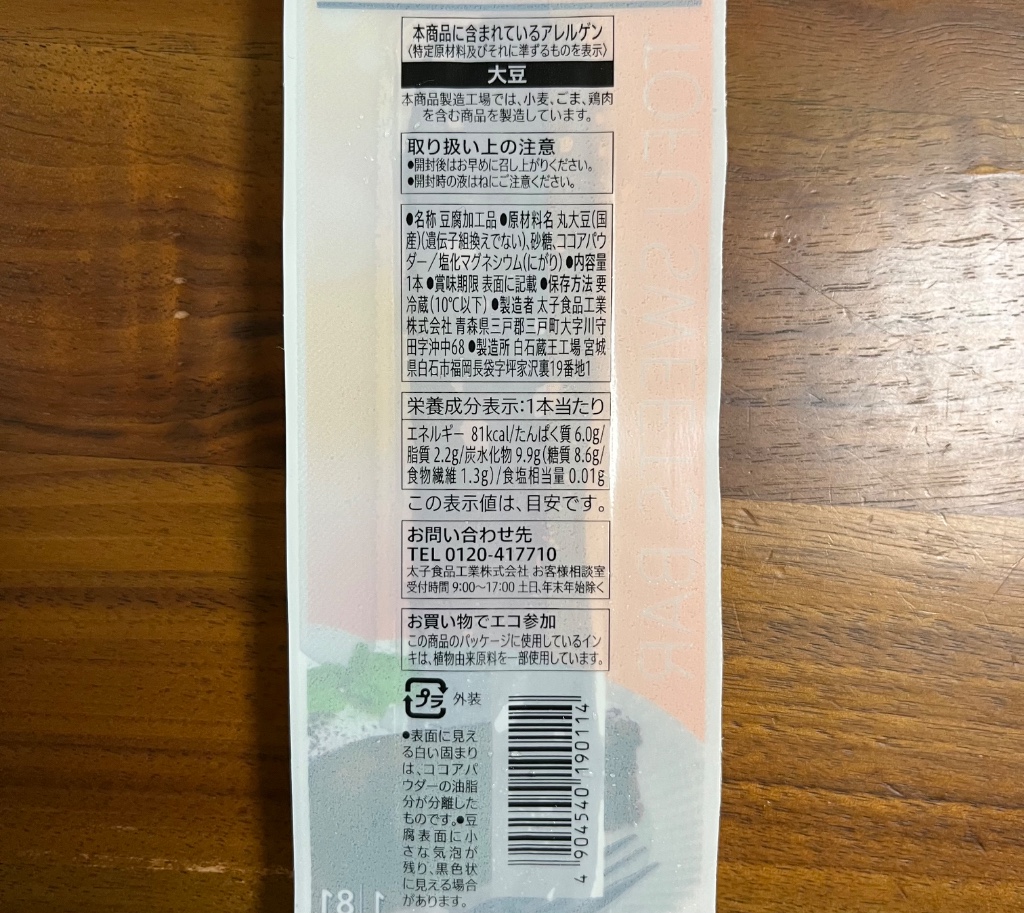 本商品に含まれているアレルゲン
〈特定原材料及びそれに準ずるものを表示〉
大豆
本商品製造工場では、小麦、ごま、鶏肉
を含む商品を製造しています。
取り扱い上の注意
●開封後はお早めに召し上がりください。
●開封時の液はねにご注意ください。
●名称 豆腐加工品 ●原材料名 丸大豆(国
産)(遺伝子組換えでない)、砂糖、ココアパウ
ダー／塩化マグネシウム(にがり) ●内容量
1本 ●賞味期限 表面に記載 ●保存方法 要
冷蔵(10℃以下) ●製造者 太子食品工業
株式会社 青森県三戸郡三戸町大字川守
田字沖中68 ●製造所 白石蔵王工場 宮城
県白石市福岡長袋字坪家沢裏19番地1
栄養成分表示:1本当たり
エネルギー 81kcal/たんぱく質 6.0g/
脂質 2.2g/炭水化物 9.9g(糖質 8.6g/
食物繊維 1.3g)/食塩相当量 0.01g
この表示値は、目安です。
お問い合わせ先
TEL 0120-417710
太子食品工業株式会社 お客様相談室
受付時間 9:00～17:00 土日、年末年始除く
お買い物でエコ参加
この商品のパッケージに使用しているイン
キは、植物由来原料を一部使用しています。
プラ 外装
●表面に見え
る白い固まり
は、ココアパ
ウダーの油脂
分が分離した
ものです。●豆
腐表面に小
さな気泡が
残り、黒色状
に見える場合
があります。
4 904540 190114